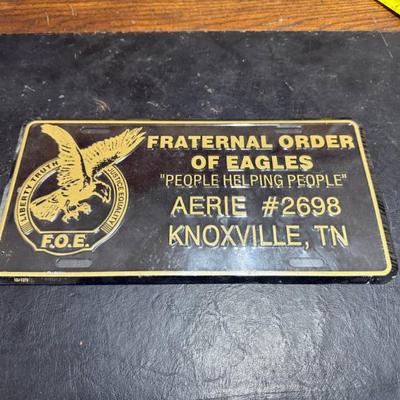 FRATERNAL ORDER
OF EAGLES
"PEOPLE HELPING PEOPLE"
AERIE #2698
KNOXVILLE, TN
LIBERTY TRUTH
JUSTICE EQUALITY
F.O.E.